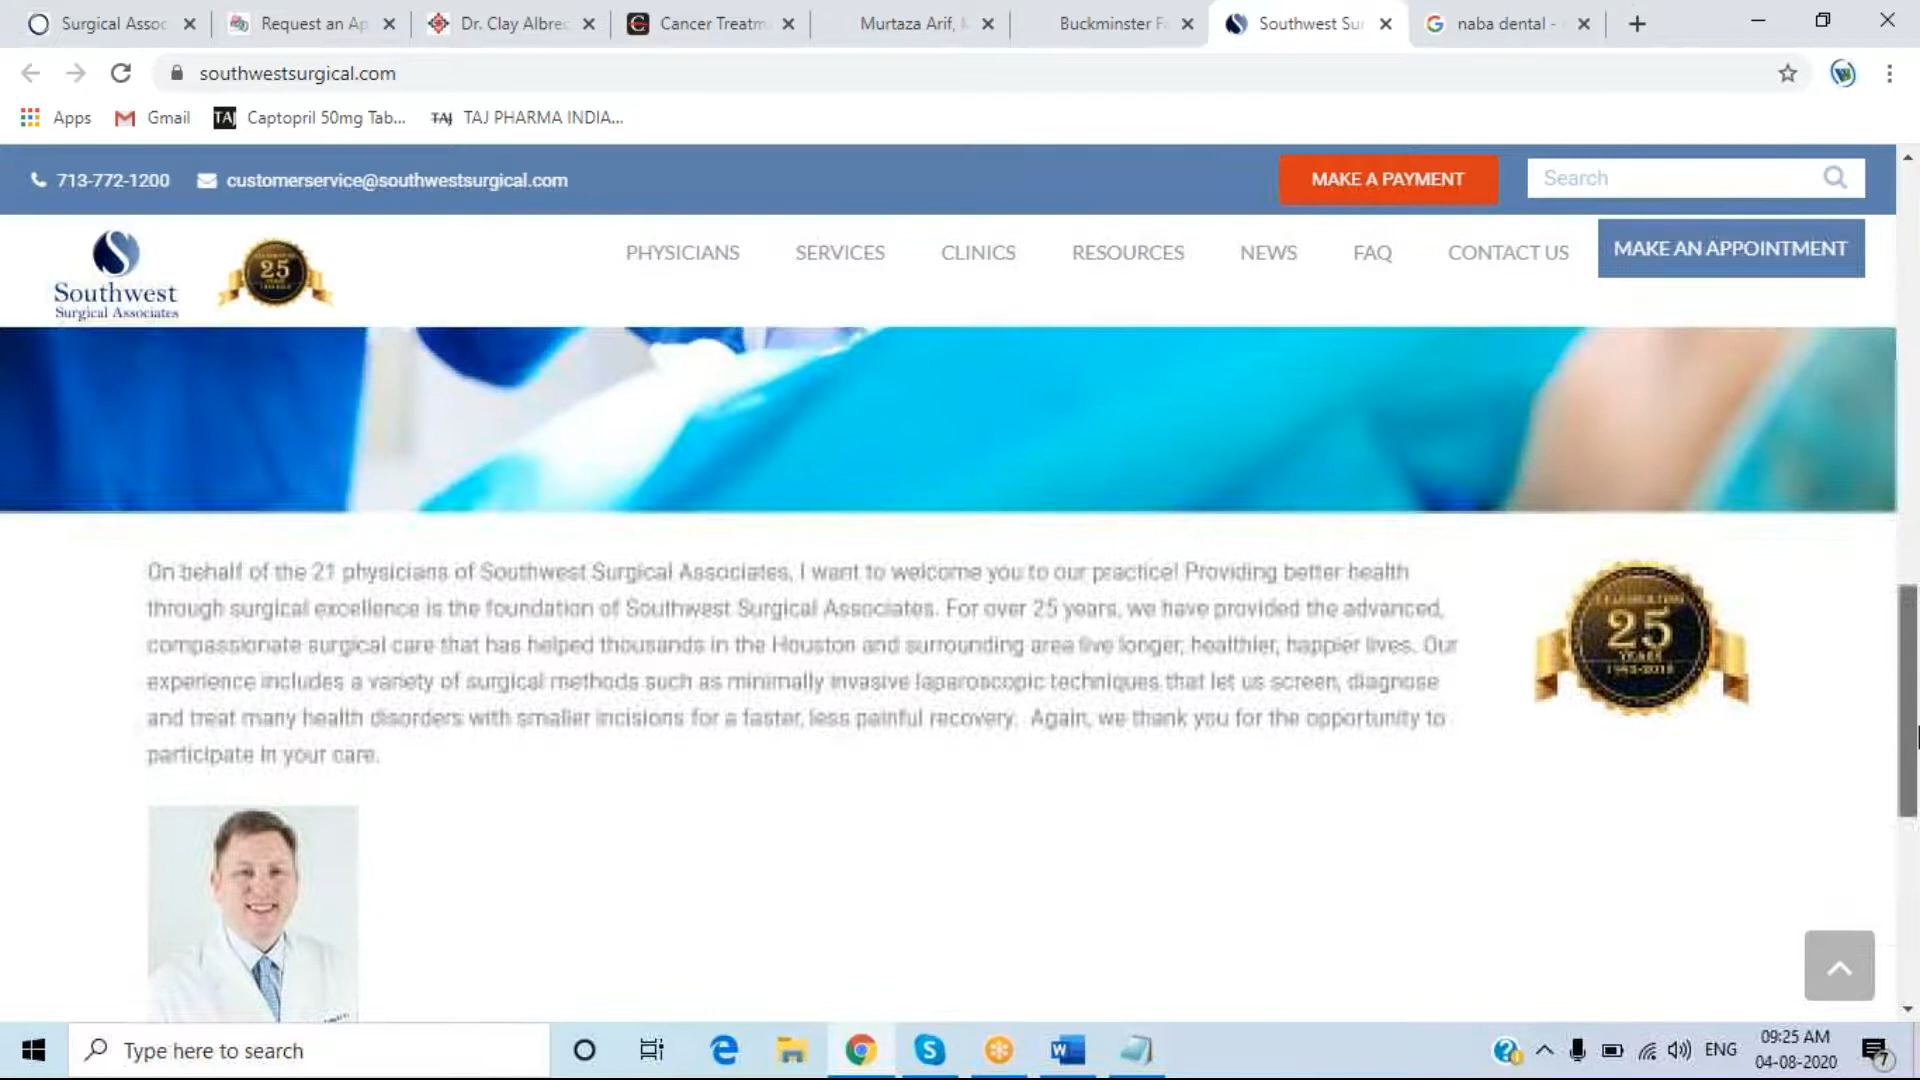 Surgical Assoc
Request an Ap
Dr. Clay Albrec
Cancer Treatm
Murtaza Arif,
Buckminster F
Southwest Sur
naba dental -
southwestsurgical.com
Apps
Gmail
TAJ Captopril 50mg Tab...
TAJ TAJ PHARMA INDIA...
713-772-1200
customerservice@southwestsurgical.com
MAKE A PAYMENT
Search
Southwest
Surgical Associates
25
PHYSICIANS
SERVICES
CLINICS
RESOURCES
NEWS
FAQ
CONTACT US
MAKE AN APPOINTMENT
On behalf of the 21 physicians of Southwest Surgical Associates, I want to welcome you to our practice! Providing better health
through surgical excellence is the foundation of Southwest Surgical Associates. For over 25 years, we have provided the advanced,
compassionate surgical care that has helped thousands in the Houston and surrounding area live longer, healthier, happier lives. Our
experience includes a variety of surgical methods such as minimally invasive laparoscopic techniques that let us screen, diagnose
and treat many health disorders with smaller incisions for a faster, less painful recovery. Again, we thank you for the opportunity to
participate in your care.
25
YEARS
Type here to search
ENG
09:25 AM
04-08-2020
7